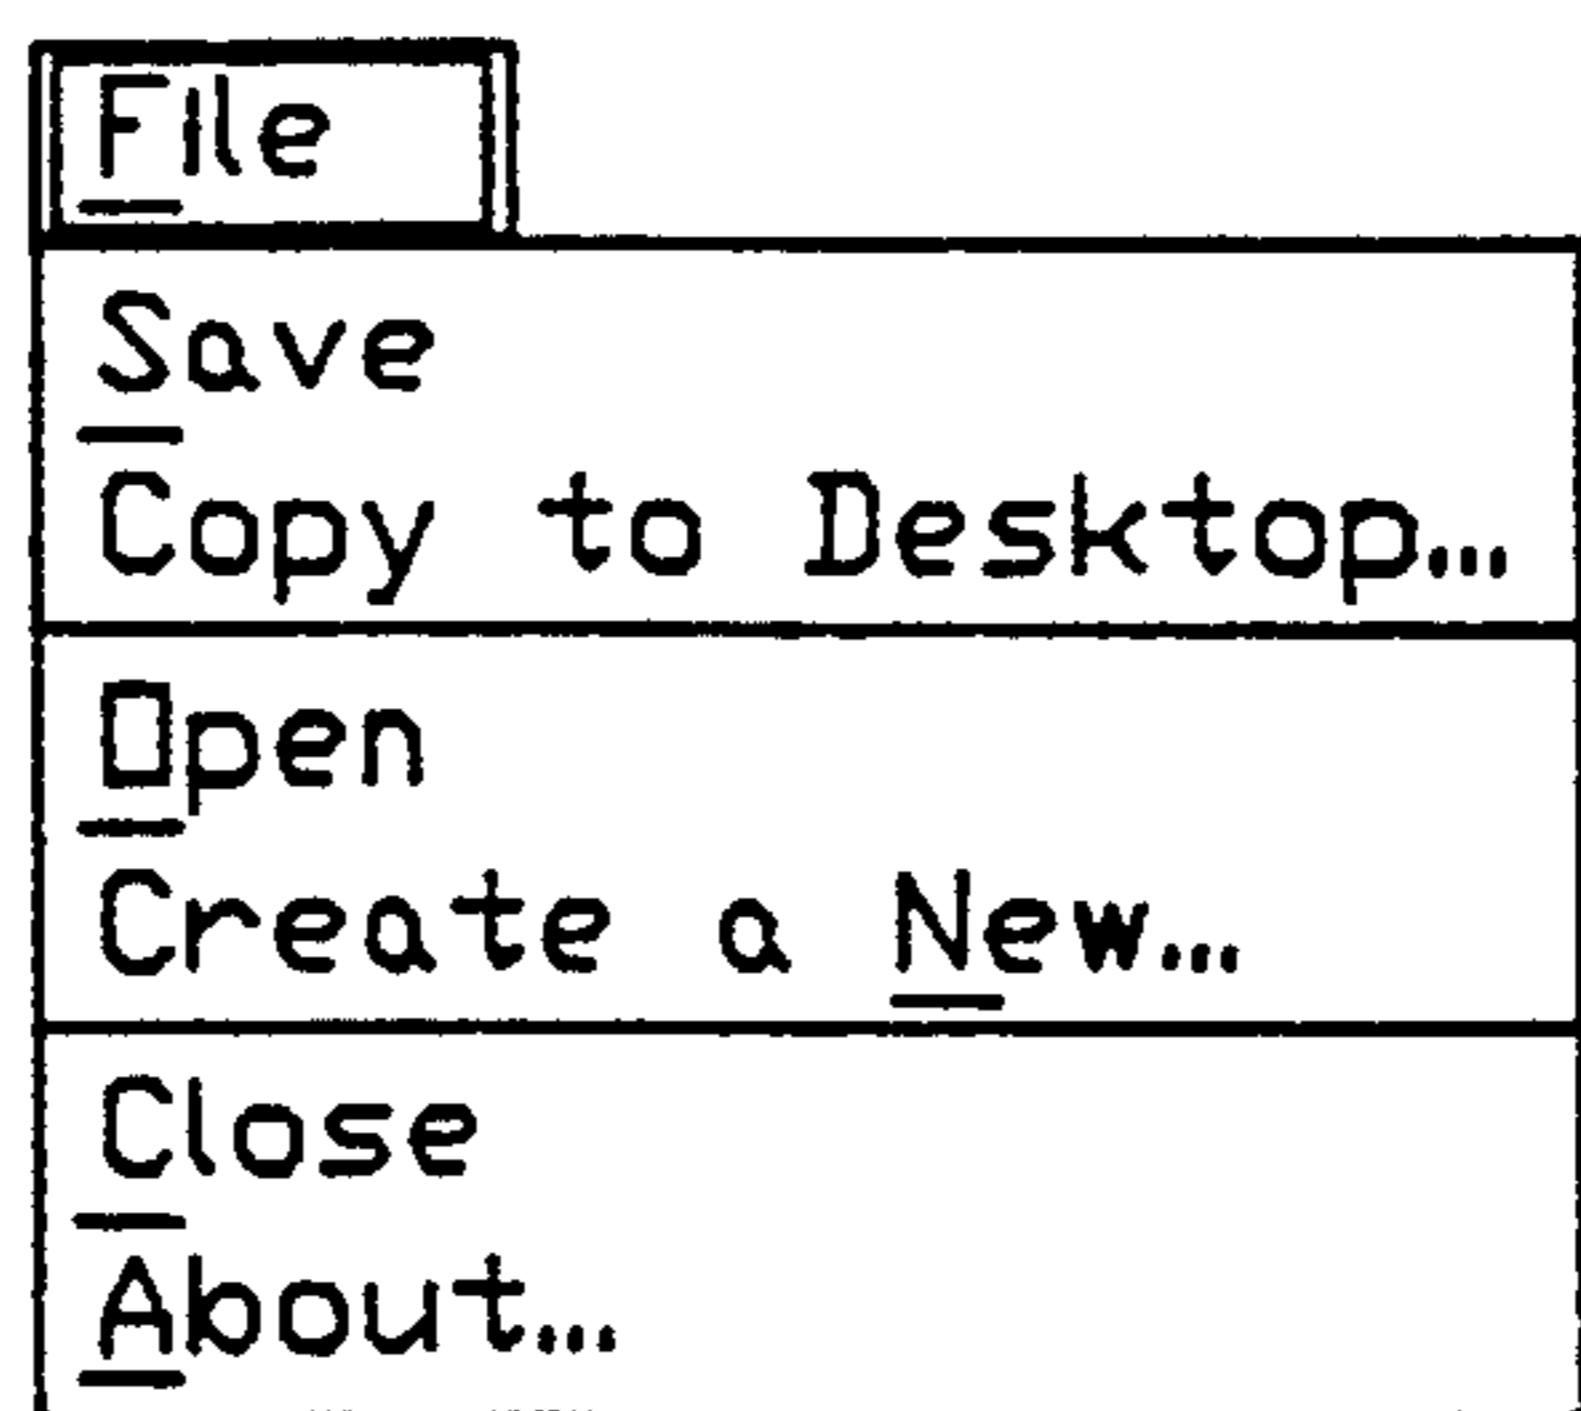 File
Save
Copy to Desktop...
Open
Create a New...
Close
About...